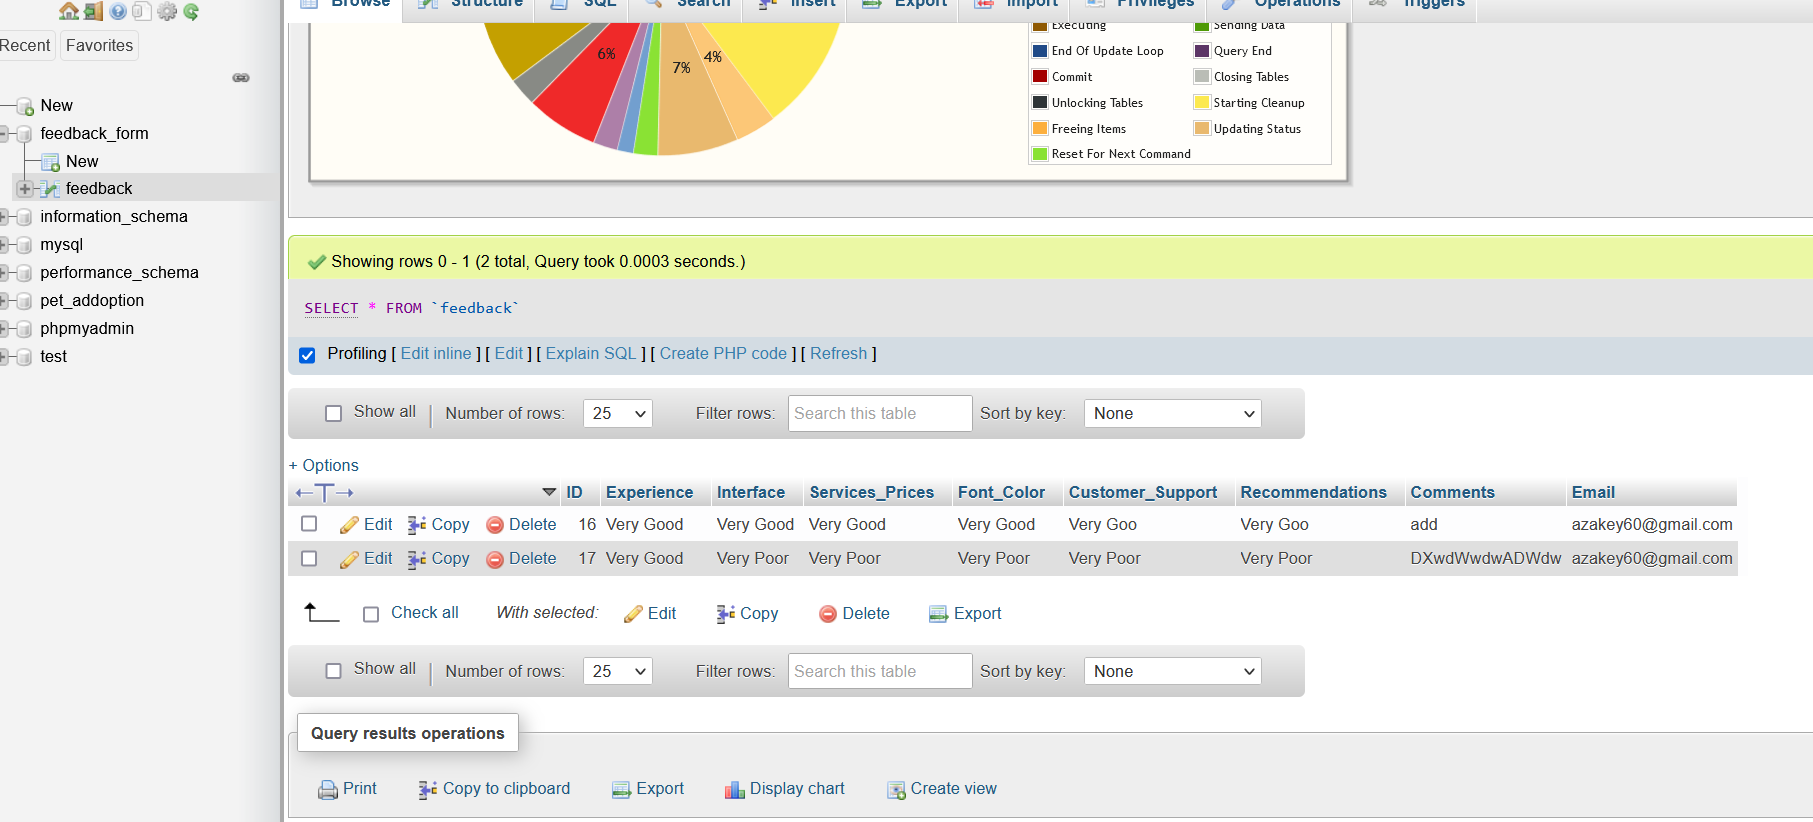 Browse Structure SQL Search Insert Export Import Privileges Operations Triggers
Recent Favorites
New
feedback_form
New
feedback
information_schema
mysql
performance_schema
pet_addoption
phpmyadmin
test
6% 7% 4%
Executing Sending Data
End Of Update Loop Query End
Commit Closing Tables
Unlocking Tables Starting Cleanup
Freeing Items Updating Status
Reset For Next Command
Showing rows 0 - 1 (2 total, Query took 0.0003 seconds.)
SELECT * FROM `feedback`
Profiling [ Edit inline ] [ Edit ] [ Explain SQL ] [ Create PHP code ] [ Refresh ]
Show all | Number of rows: 25 Filter rows: Search this table Sort by key: None
+ Options
←T→ ID Experience Interface Services_Prices Font_Color Customer_Support Recommendations Comments Email
Edit Copy Delete 16 Very Good Very Good Very Good Very Good Very Goo Very Goo add azakey60@gmail.com
Edit Copy Delete 17 Very Good Very Poor Very Poor Very Poor Very Poor Very Poor DXwdWwdwADWdw azakey60@gmail.com
Check all With selected: Edit Copy Delete Export
Show all | Number of rows: 25 Filter rows: Search this table Sort by key: None
Query results operations
Print Copy to clipboard Export Display chart Create view